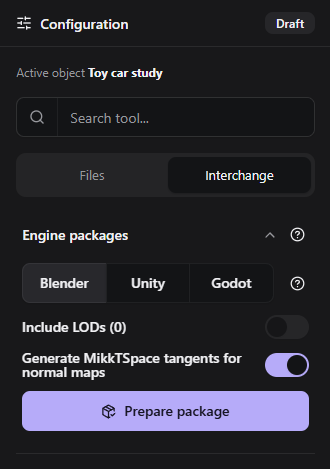 Configuration Draft
Active object Toy car study
Search tool...
Files Interchange
Engine packages
Blender Unity Godot
Include LODs (0)
Generate MikkTSpace tangents for
normal maps
Prepare package